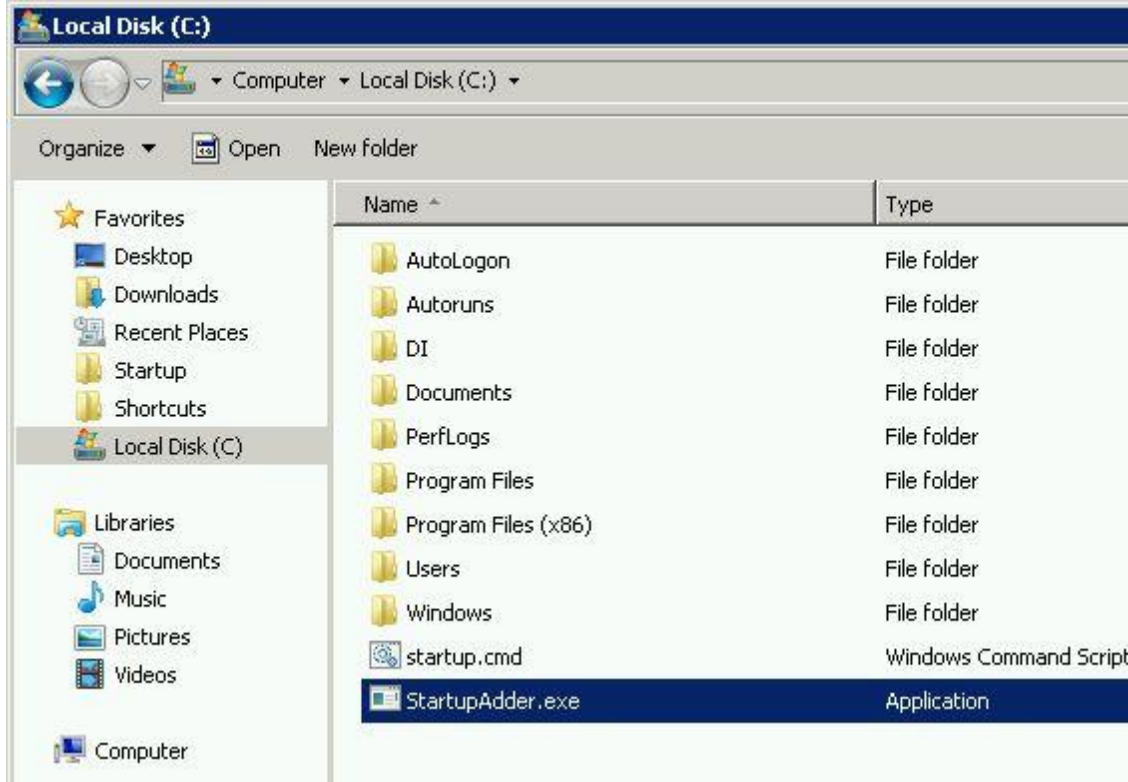 Local Disk (C:)
Computer Local Disk (C:)
Organize Open New folder
Name Type
Favorites
Desktop
Downloads
Recent Places
Startup
Shortcuts
Local Disk (C)
Libraries
Documents
Music
Pictures
Videos
Computer
AutoLogon File folder
Autoruns File folder
DI File folder
Documents File folder
PerfLogs File folder
Program Files File folder
Program Files (x86) File folder
Users File folder
Windows File folder
startup.cmd Windows Command Script
StartupAdder.exe Application